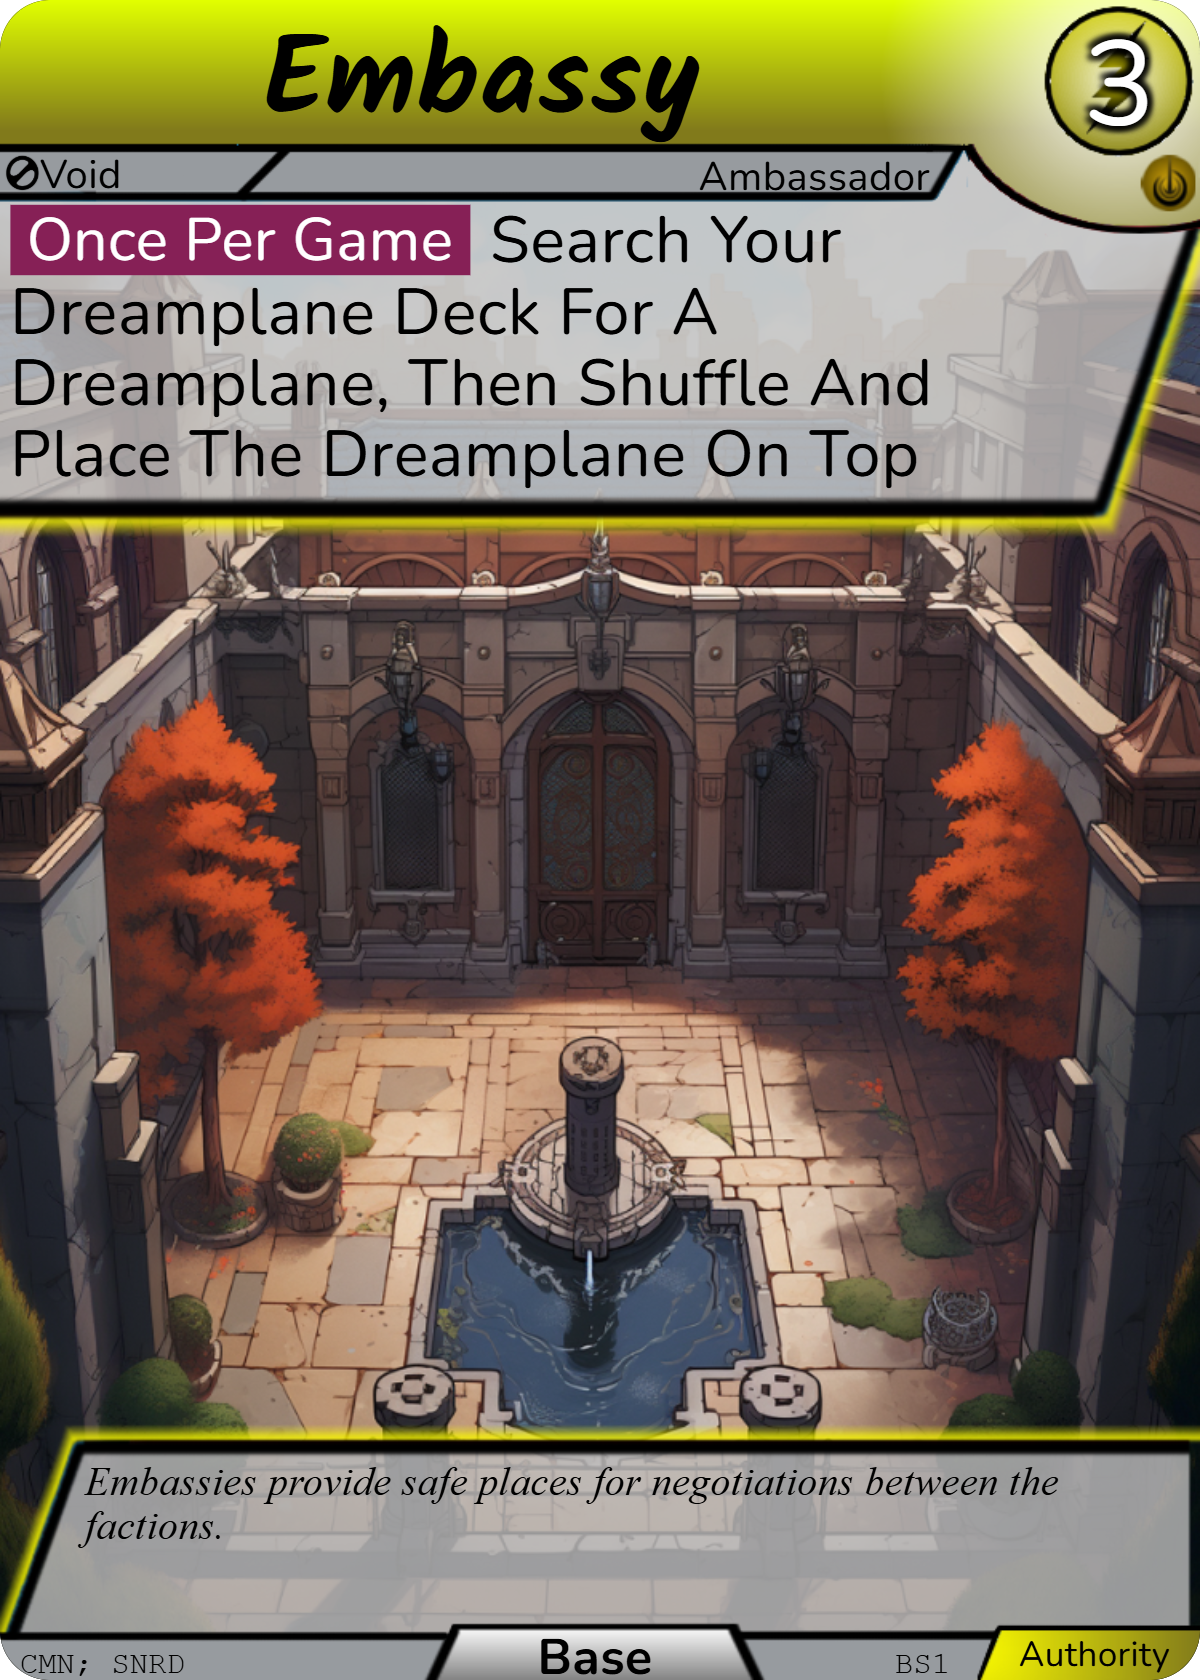 Embassy
3
Void
Ambassador
Once Per Game Search Your
Dreamplane Deck For A
Dreamplane, Then Shuffle And
Place The Dreamplane On Top
Embassies provide safe places for negotiations between the
factions.
CMN; SNRD
Base
BS1
Authority